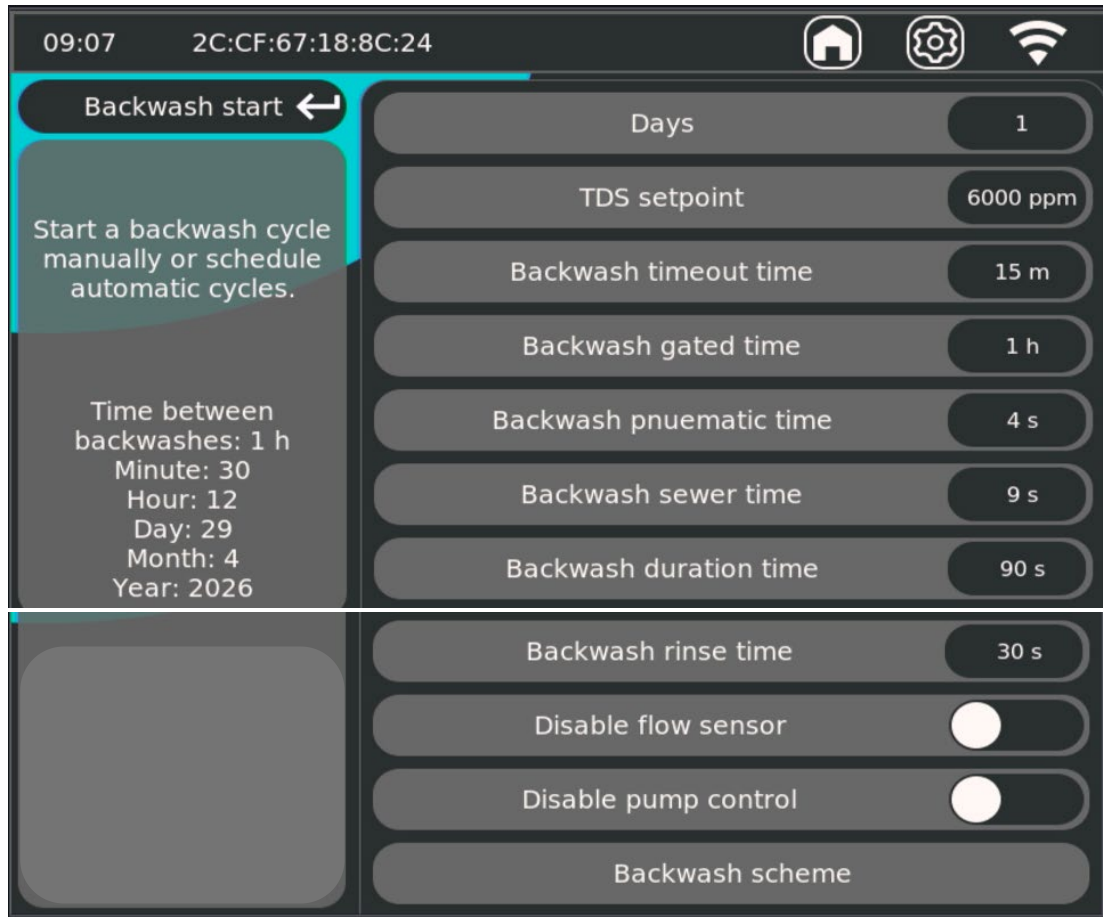 09:07 2C:CF:67:18:8C:24
Backwash start
Start a backwash cycle
manually or schedule
automatic cycles.
Time between
backwashes: 1 h
Minute: 30
Hour: 12
Day: 29
Month: 4
Year: 2026
Days 1
TDS setpoint 6000 ppm
Backwash timeout time 15 m
Backwash gated time 1 h
Backwash pnuematic time 4 s
Backwash sewer time 9 s
Backwash duration time 90 s
Backwash rinse time 30 s
Disable flow sensor
Disable pump control
Backwash scheme